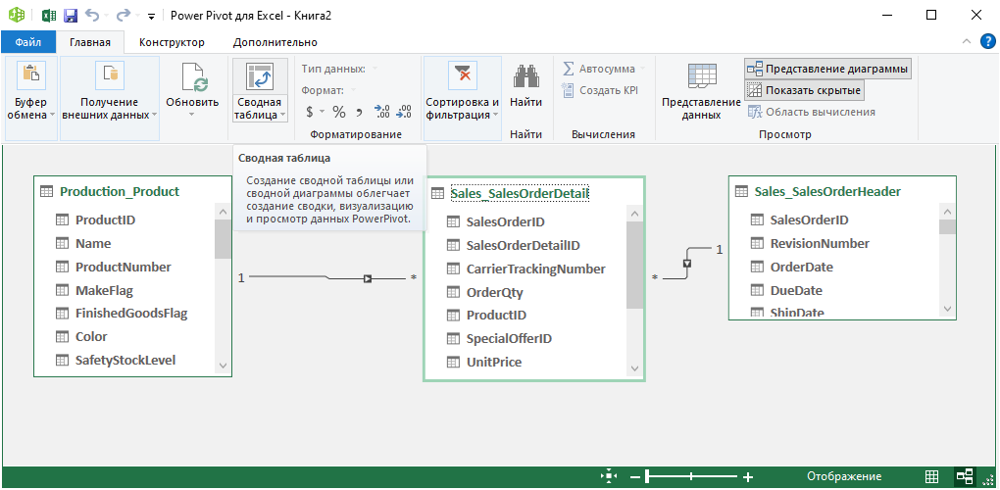 Power Pivot для Excel - Книга2
Файл
Главная
Конструктор
Дополнительно
Буфер
обмена
Получение
внешних данных
Обновить
Сводная
таблица
Тип данных:
Формат:
$ % , .00 .00
Форматирование
Сортировка и
фильтрация
Найти
Найти
Автосумма
Создать KPI
Вычисления
Представление
данных
Представление диаграммы
Показать скрытые
Область вычисления
Просмотр
Сводная таблица
Создание сводной таблицы или
сводной диаграммы облегчает
создание сводки, визуализацию
и просмотр данных PowerPivot.
Production_Product
ProductID
Name
ProductNumber
MakeFlag
FinishedGoodsFlag
Color
SafetyStockLevel
1
*
Sales_SalesOrderDetail
SalesOrderID
SalesOrderDetailID
CarrierTrackingNumber
OrderQty
ProductID
SpecialOfferID
UnitPrice
*
1
Sales_SalesOrderHeader
SalesOrderID
RevisionNumber
OrderDate
DueDate
ShipDate
Отображение